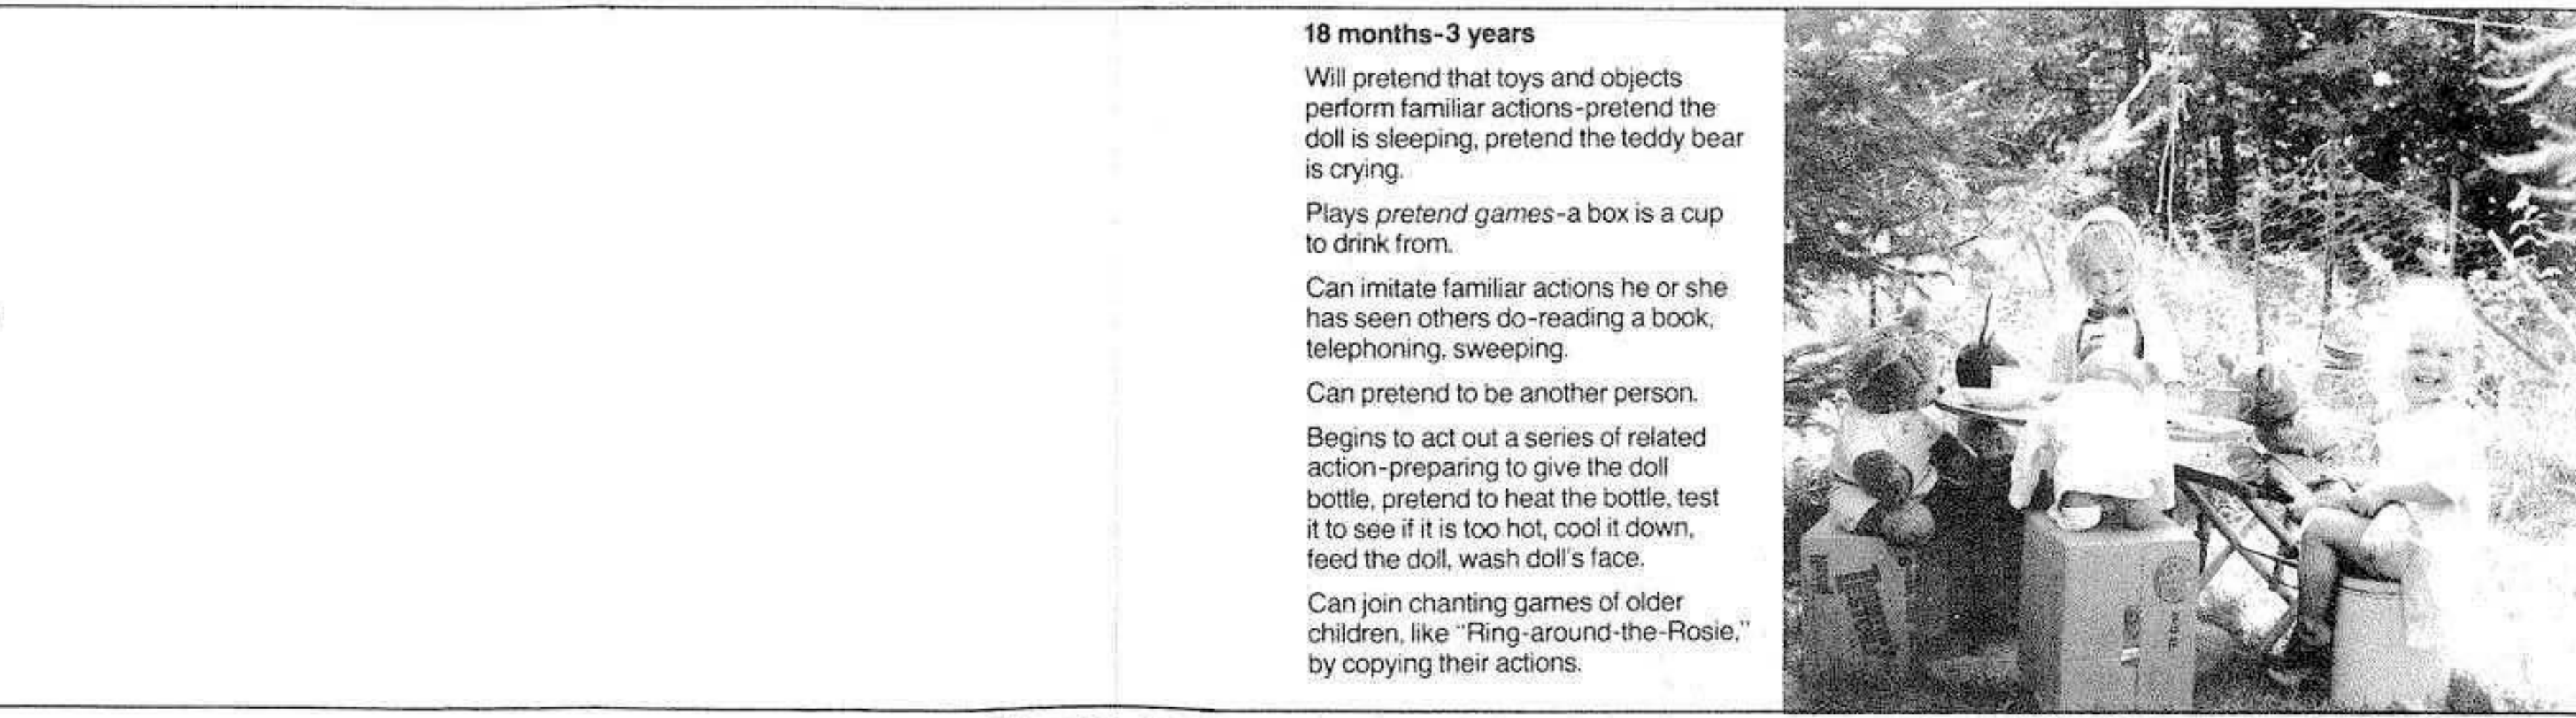 18 months-3 years
Will pretend that toys and objects
perform familiar actions-pretend the
doll is sleeping, pretend the teddy bear
is crying.
Plays pretend games-a box is a cup
to drink from.
Can imitate familiar actions he or she
has seen others do-reading a book,
telephoning, sweeping.
Can pretend to be another person.
Begins to act out a series of related
action-preparing to give the doll
bottle, pretend to heat the bottle, test
it to see if it is too hot, cool it down,
feed the doll, wash doll's face.
Can join chanting games of older
children, like "Ring-around-the-Rosie,"
by copying their actions.